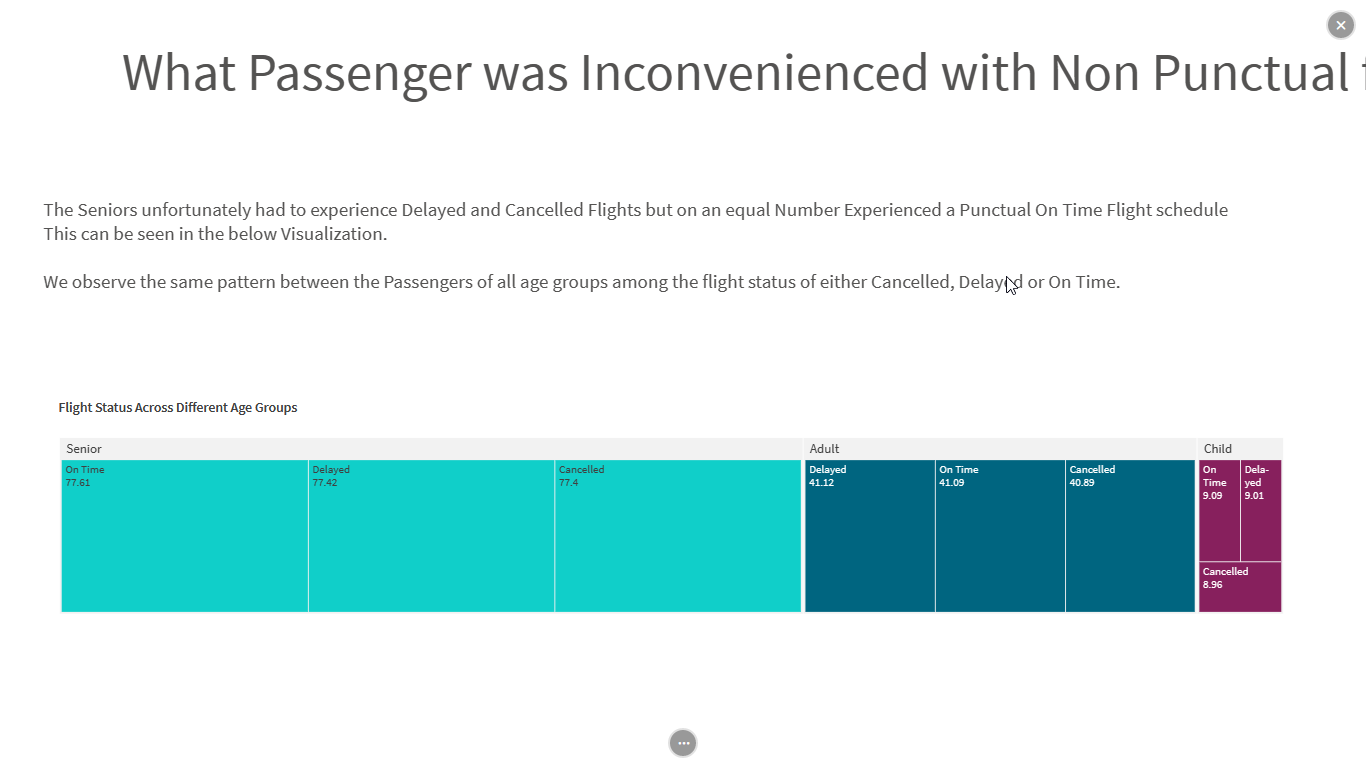 What Passenger was Inconvenienced with Non Punctual
The Seniors unfortunately had to experience Delayed and Cancelled Flights but on an equal Number Experienced a Punctual On Time Flight schedule
This can be seen in the below Visualization.
We observe the same pattern between the Passengers of all age groups among the flight status of either Cancelled, Delayed or On Time.
Flight Status Across Different Age Groups
Senior
On Time
77.61
Delayed
77.42
Cancelled
77.4
Adult
Delayed
41.12
On Time
41.09
Cancelled
40.89
Child
On
Time
9.09
Dela-
yed
9.01
Cancelled
8.96